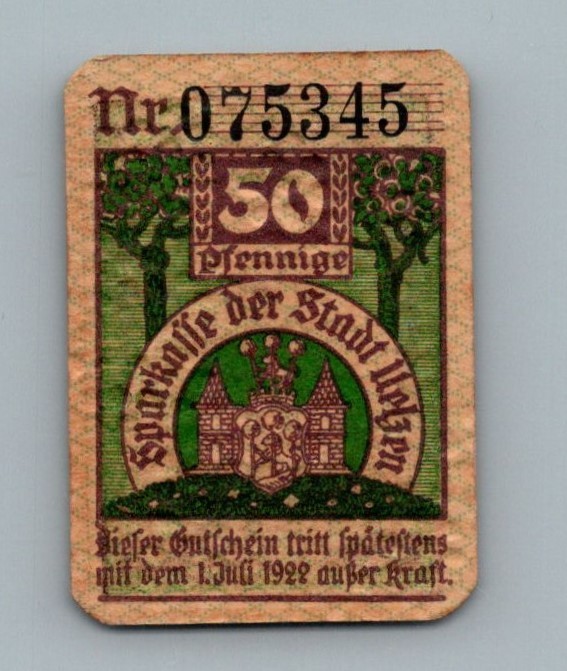 Nr. 075345
50
Pfennige
Sparkasse der Stadt Uelzen
Dieser Gutschein tritt spätestens
mit dem 1. Juli 1922 außer Kraft.